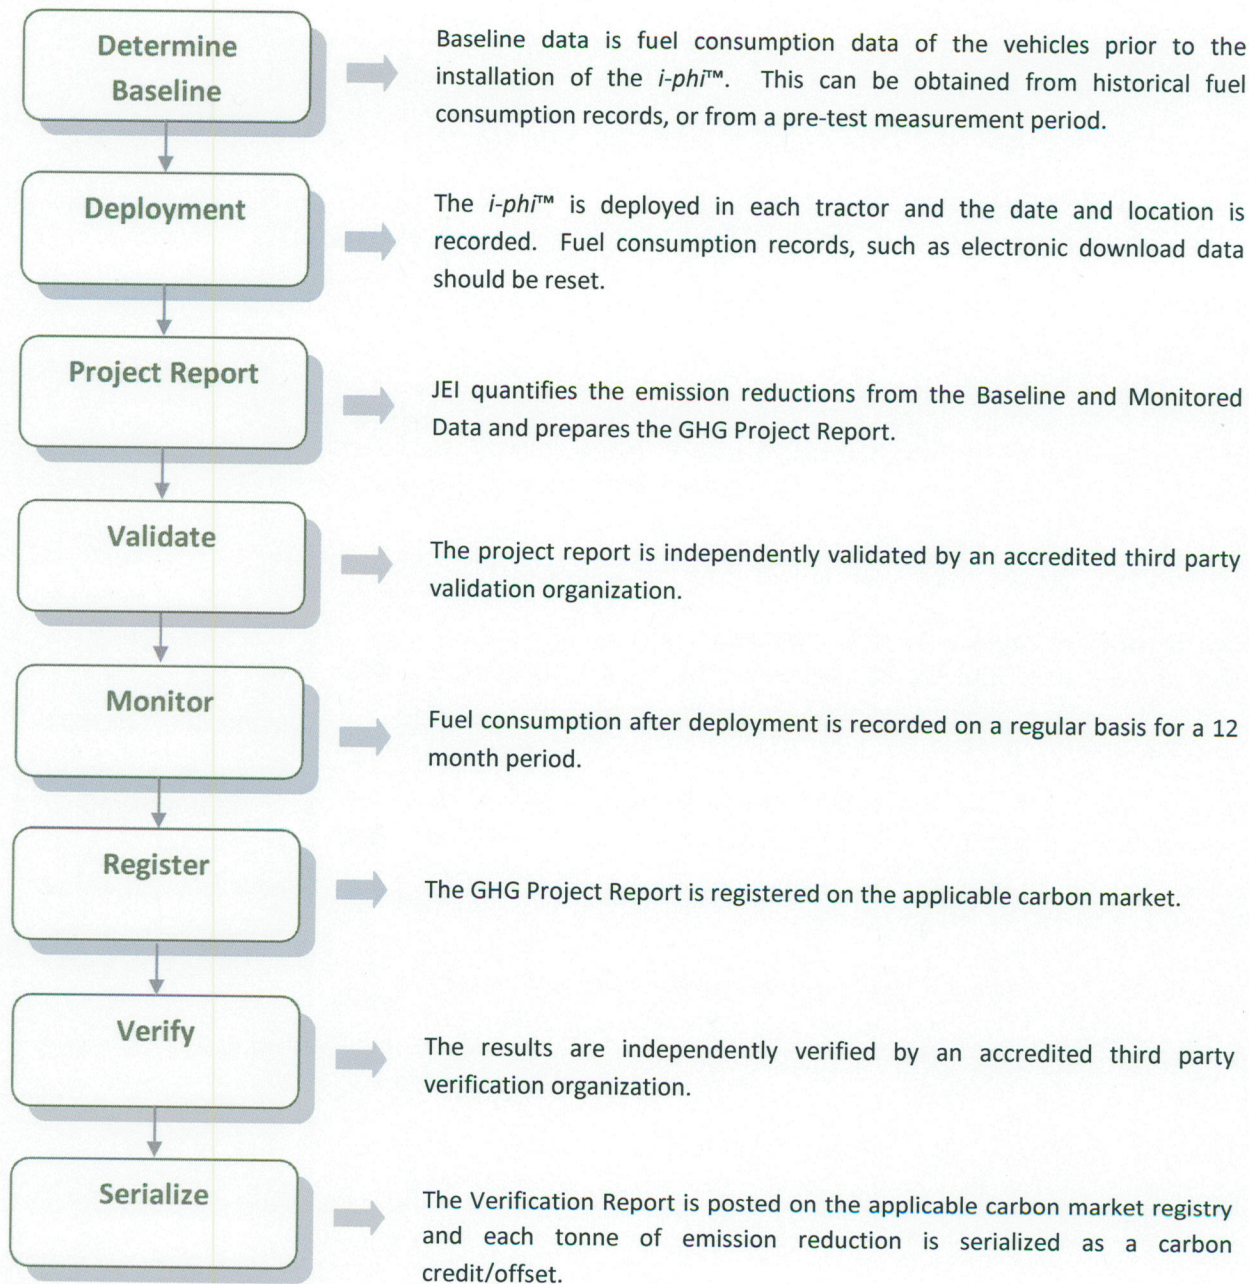 Determine
Baseline
Baseline data is fuel consumption data of the vehicles prior to the
installation of the i-phi™. This can be obtained from historical fuel
consumption records, or from a pre-test measurement period.
Deployment
The i-phi™ is deployed in each tractor and the date and location is
recorded. Fuel consumption records, such as electronic download data
should be reset.
Project Report
JEI quantifies the emission reductions from the Baseline and Monitored
Data and prepares the GHG Project Report.
Validate
The project report is independently validated by an accredited third party
validation organization.
Monitor
Fuel consumption after deployment is recorded on a regular basis for a 12
month period.
Register
The GHG Project Report is registered on the applicable carbon market.
Verify
The results are independently verified by an accredited third party
verification organization.
Serialize
The Verification Report is posted on the applicable carbon market registry
and each tonne of emission reduction is serialized as a carbon
credit/offset.